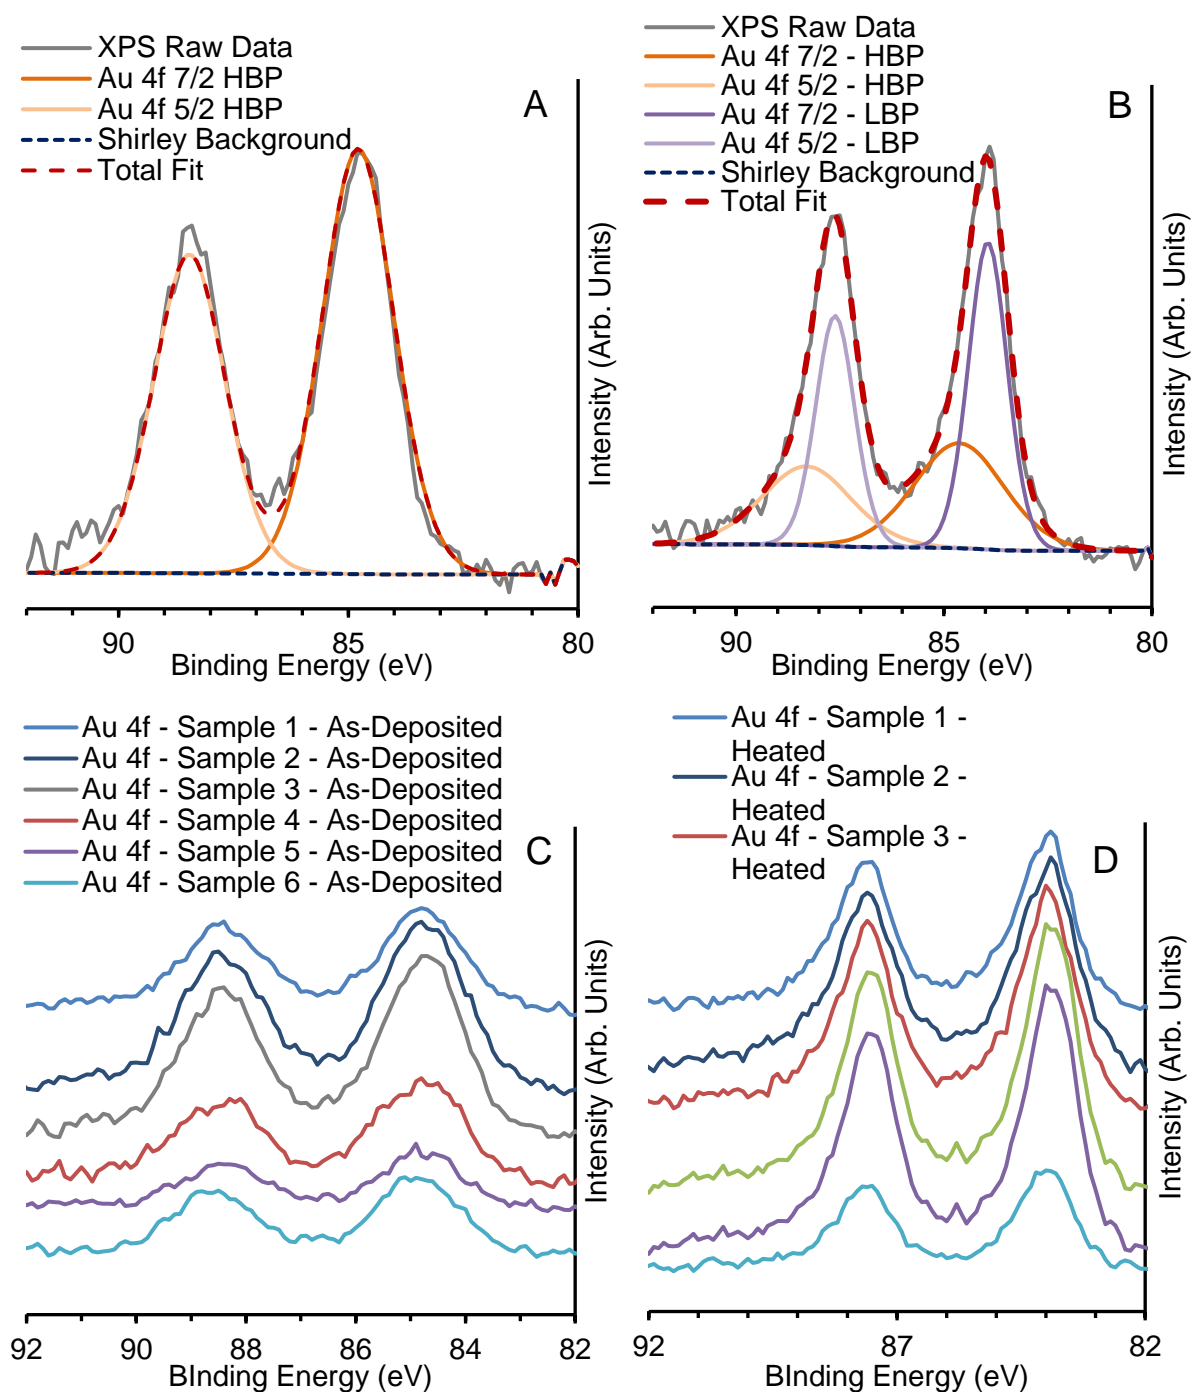 XPS Raw Data
Au 4f 7/2 HBP
Au 4f 5/2 HBP
Shirley Background
Total Fit
A
Intensity (Arb. Units)
90
85
80
Binding Energy (eV)
XPS Raw Data
Au 4f 7/2 - HBP
Au 4f 5/2 - HBP
Au 4f 7/2 - LBP
Au 4f 5/2 - LBP
Shirley Background
Total Fit
B
Intensity (Arb. Units)
90
85
80
Binding Energy (eV)
Au 4f - Sample 1 - As-Deposited
Au 4f - Sample 2 - As-Deposited
Au 4f - Sample 3 - As-Deposited
Au 4f - Sample 4 - As-Deposited
Au 4f - Sample 5 - As-Deposited
Au 4f - Sample 6 - As-Deposited
C
Intensity (Arb. Units)
92
90
88
86
84
82
BInding Energy (eV)
Au 4f - Sample 1 -
Heated
Au 4f - Sample 2 -
Heated
Au 4f - Sample 3 -
Heated
D
Intensity (Arb. Units)
92
87
82
BInding Energy (eV)